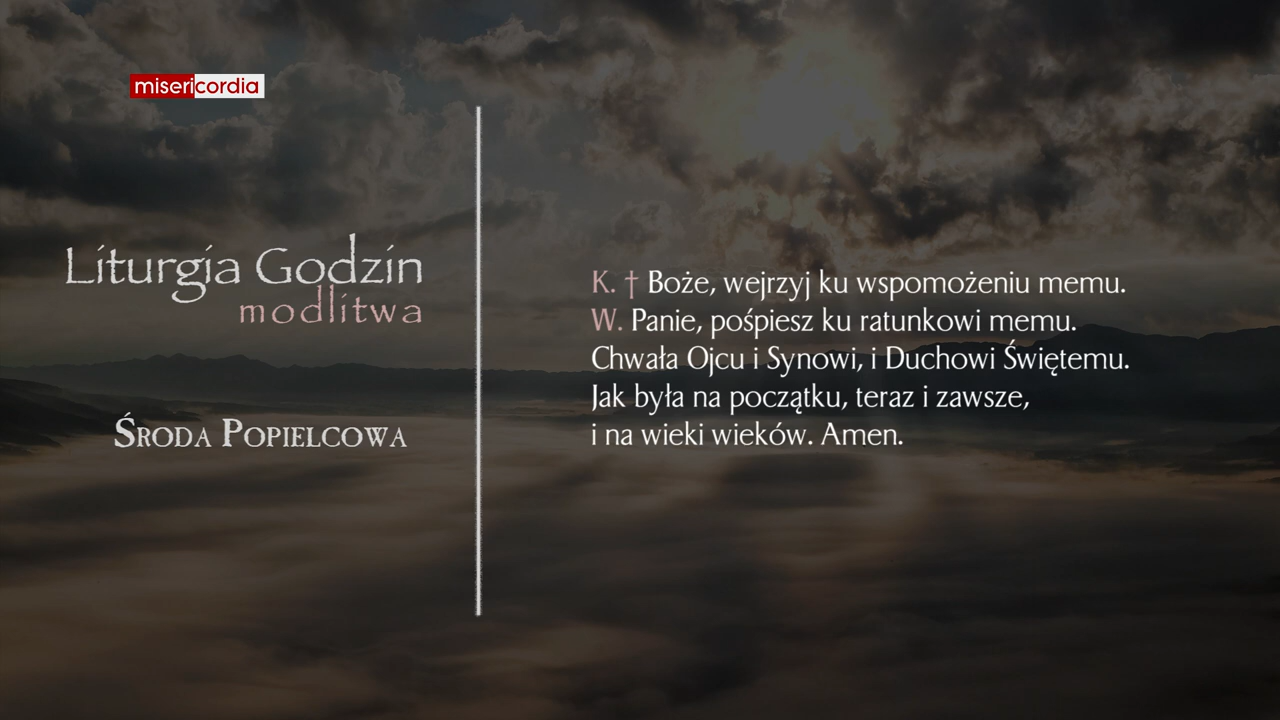 misericordia
Liturgia Godzin
modlitwa
Środa Popielcowa
K. † Boże, wejrzyj ku wspomożeniu memu.
W. Panie, pośpiesz ku ratunkowi memu.
Chwała Ojcu i Synowi, i Duchowi Świętemu.
Jak była na początku, teraz i zawsze,
i na wieki wieków. Amen.